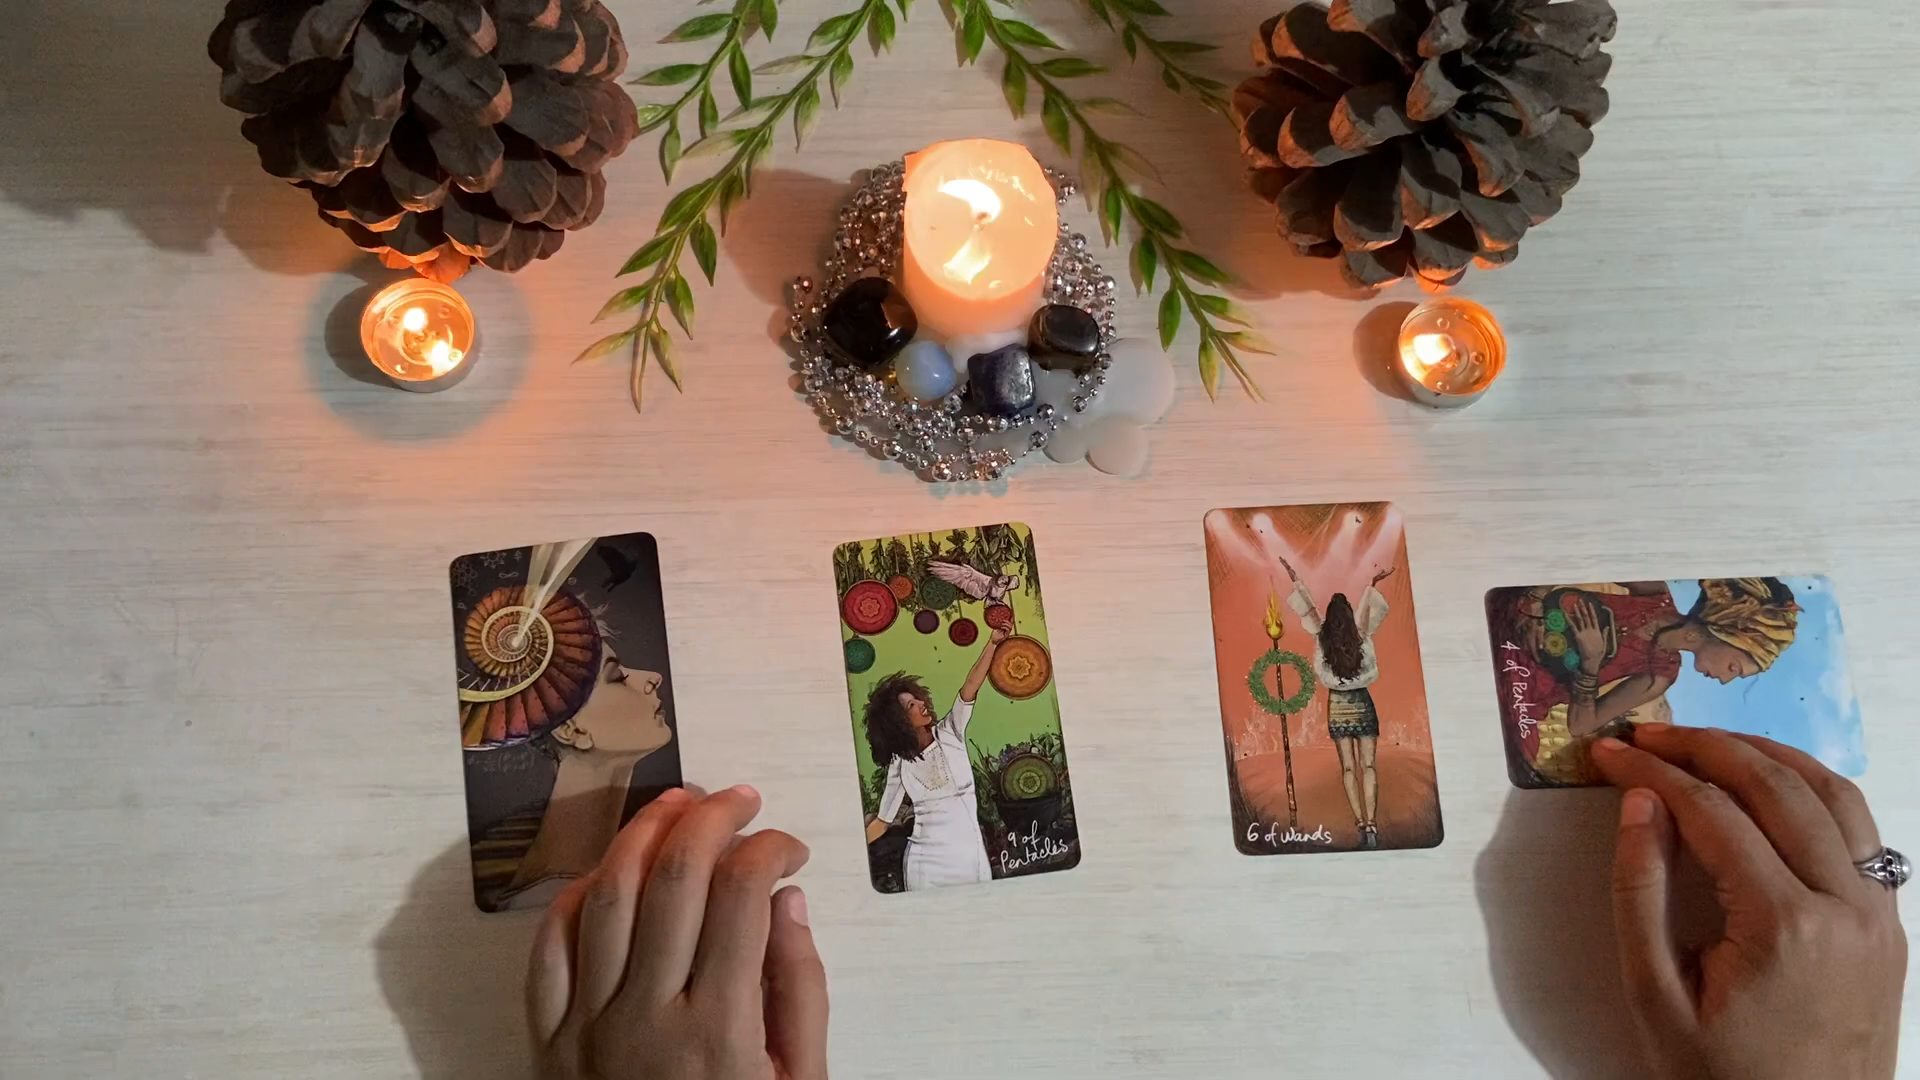 9 of
Pentacles
6 of Wands
4 of Pentacles